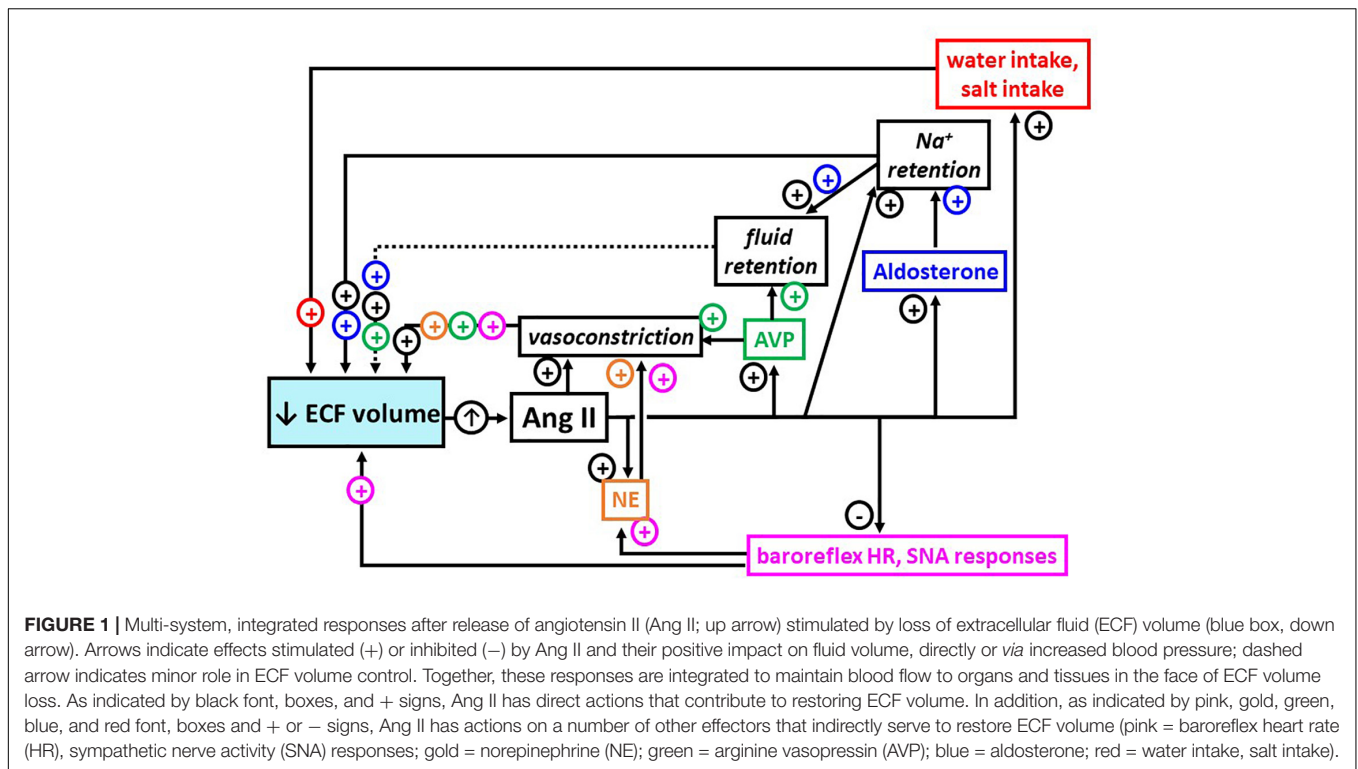 water intake,
salt intake
+
Na+
retention
+
+
+
+
fluid
retention
Aldosterone
+
+
+
+
+
+
+
+
+
+
+
+
+
vasoconstriction
+
AVP
+
+
+
+
↓ ECF volume
↑
Ang II
+
NE
+
+
-
baroreflex HR, SNA responses
FIGURE 1 | Multi-system, integrated responses after release of angiotensin II (Ang II; up arrow) stimulated by loss of extracellular fluid (ECF) volume (blue box, down
arrow). Arrows indicate effects stimulated (+) or inhibited (−) by Ang II and their positive impact on fluid volume, directly or via increased blood pressure; dashed
arrow indicates minor role in ECF volume control. Together, these responses are integrated to maintain blood flow to organs and tissues in the face of ECF volume
loss. As indicated by black font, boxes, and + signs, Ang II has direct actions that contribute to restoring ECF volume. In addition, as indicated by pink, gold, green,
blue, and red font, boxes and + or − signs, Ang II has actions on a number of other effectors that indirectly serve to restore ECF volume (pink = baroreflex heart rate
(HR), sympathetic nerve activity (SNA) responses; gold = norepinephrine (NE); green = arginine vasopressin (AVP); blue = aldosterone; red = water intake, salt intake).